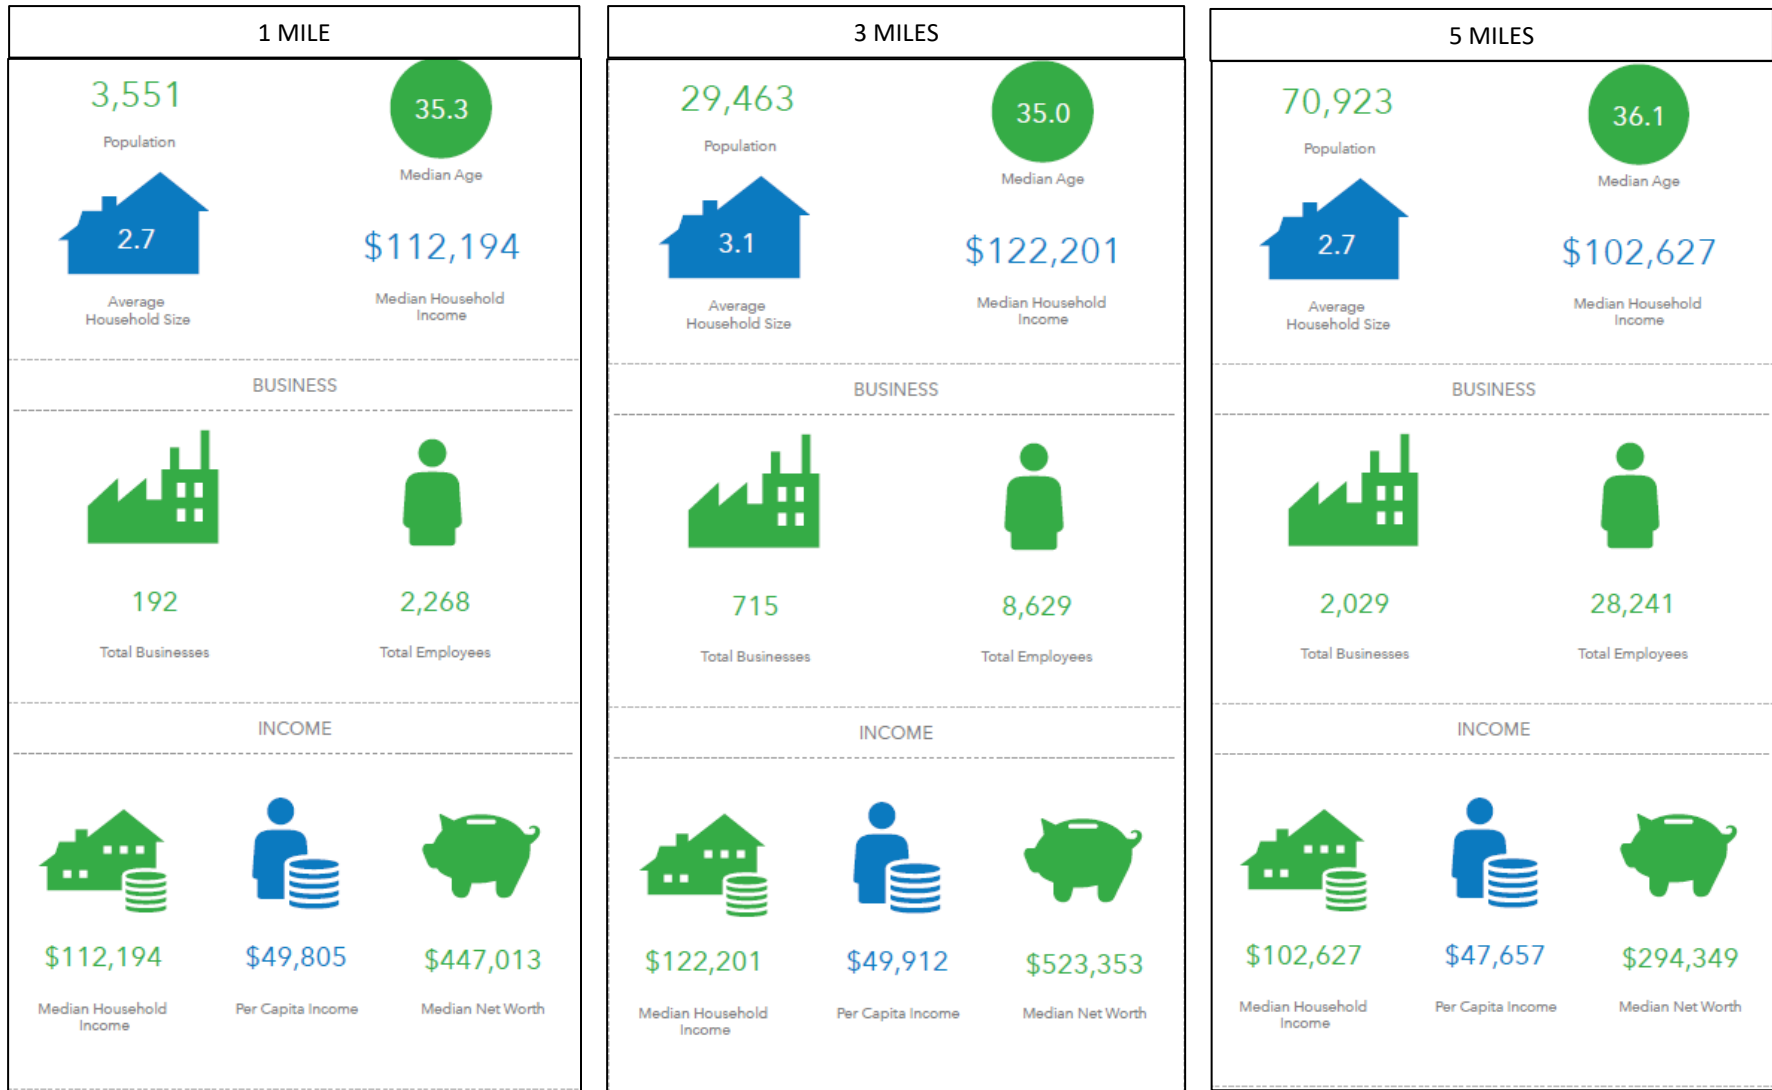 1 MILE
3,551
Population
35.3
Median Age
2.7
Average
Household Size
$112,194
Median Household
Income
BUSINESS
192
Total Businesses
2,268
Total Employees
INCOME
$112,194
Median Household
Income
$49,805
Per Capita Income
$447,013
Median Net Worth
3 MILES
29,463
Population
35.0
Median Age
3.1
Average
Household Size
$122,201
Median Household
Income
BUSINESS
715
Total Businesses
8,629
Total Employees
INCOME
$122,201
Median Household
Income
$49,912
Per Capita Income
$523,353
Median Net Worth
5 MILES
70,923
Population
36.1
Median Age
2.7
Average
Household Size
$102,627
Median Household
Income
BUSINESS
2,029
Total Businesses
28,241
Total Employees
INCOME
$102,627
Median Household
Income
$47,657
Per Capita Income
$294,349
Median Net Worth